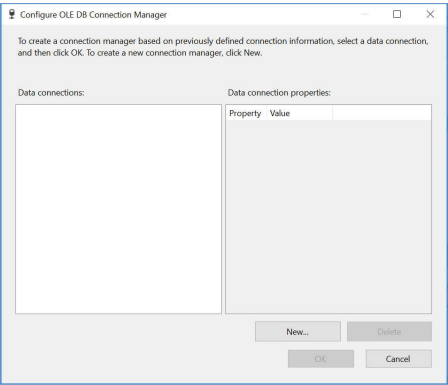 Configure OLE DB Connection Manager
To create a connection manager based on previously defined connection information, select a data connection,
and then click OK. To create a new connection manager, click New.
Data connections:
Data connection properties:
Property Value
New... Delete
OK Cancel